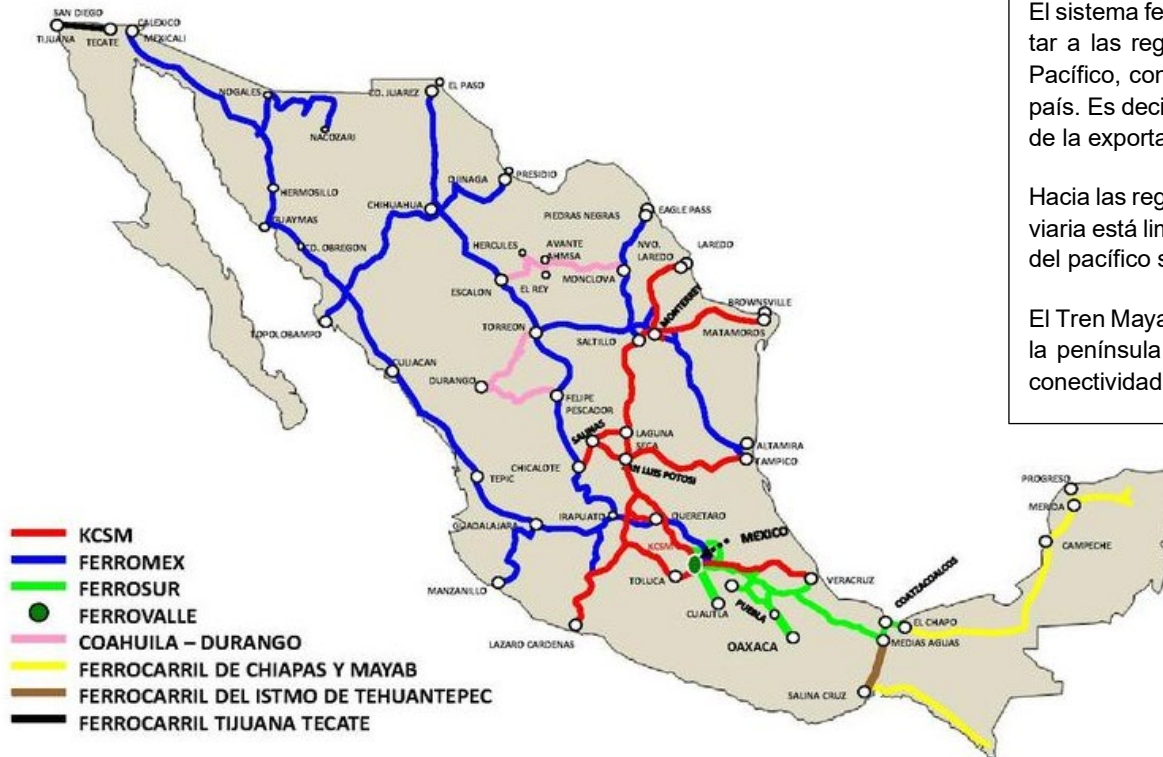 SAN DIEGO
TIJUANA
TECATE
CALEXICO
MEXICALI
NOGALES
NACOZARI
CD. JUAREZ
EL PASO
HERMOSILLO
GUAYMAS
CD. OBREGON
CHIHUAHUA
OJINAGA
PRESIDIO
PIEDRAS NEGRAS
EAGLE PASS
HERCULES
AVANTE
AHMSA
EL REY
MONCLOVA
NVO.
LAREDO
LAREDO
ESCALON
TOPOLOBAMPO
TORREON
SALTILLO
MONTERREY
BROWNSVILLE
MATAMOROS
CULIACAN
DURANGO
FELIPE
PESCADOR
SALINAS
LAGUNA
SECA
ALTAMIRA
TAMPICO
CHICALOTE
SAN LUIS POTOSI
TEPIC
GUADALAJARA
IRAPUATO
QUERETARO
KCSM
MEXICO
MANZANILLO
TOLUCA
VERACRUZ
CUAUTLA
PUEBLA
LAZARO CARDENAS
OAXACA
COATZACOALCOS
EL CHAPO
MEDIAS AGUAS
SALINA CRUZ
PROGRESO
MERIDA
CAMPECHE
KCSM
FERROMEX
FERROSUR
FERROVALLE
COAHUILA – DURANGO
FERROCARRIL DE CHIAPAS Y MAYAB
FERROCARRIL DEL ISTMO DE TEHUANTEPEC
FERROCARRIL TIJUANA TECATE
El sistema fe
tar a las reg
Pacífico, con
país. Es deci
de la exporta
Hacia las reg
viaria está lin
del pacífico s
El Tren Maya
la península
conectividad